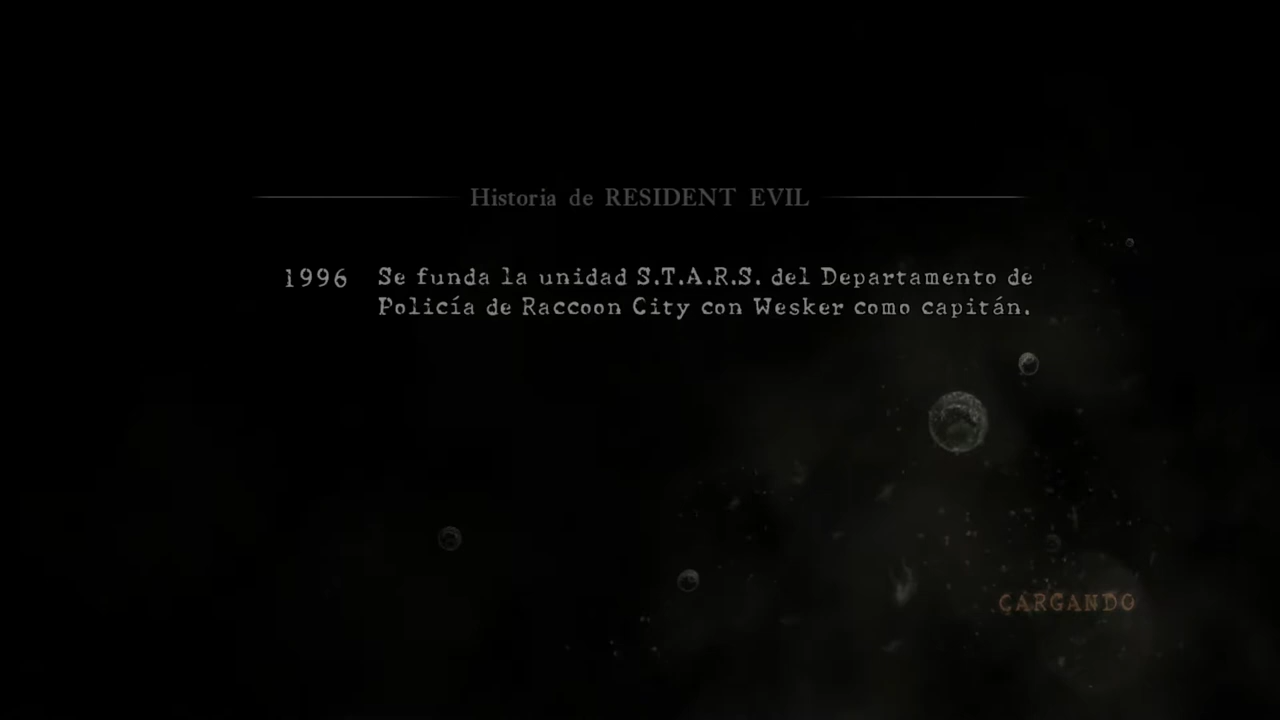 Historia de RESIDENT EVIL
1996 Se funda la unidad S.T.A.R.S. del Departamento de
Policía de Raccoon City con Wesker como capitán.
CARGANDO